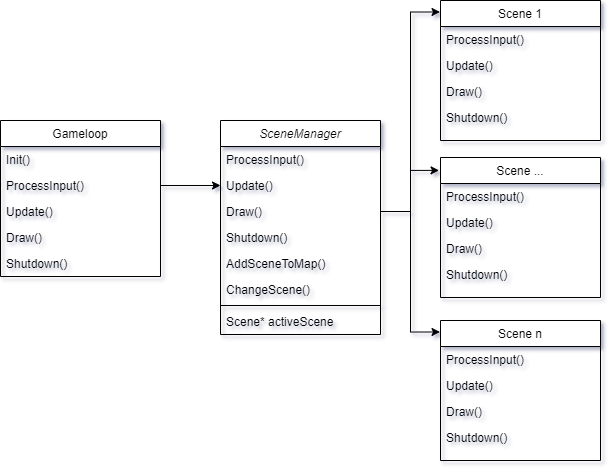 Gameloop
Init()
ProcessInput()
Update()
Draw()
Shutdown()
SceneManager
ProcessInput()
Update()
Draw()
Shutdown()
AddSceneToMap()
ChangeScene()
Scene* activeScene
Scene 1
ProcessInput()
Update()
Draw()
Shutdown()
Scene ...
ProcessInput()
Update()
Draw()
Shutdown()
Scene n
ProcessInput()
Update()
Draw()
Shutdown()